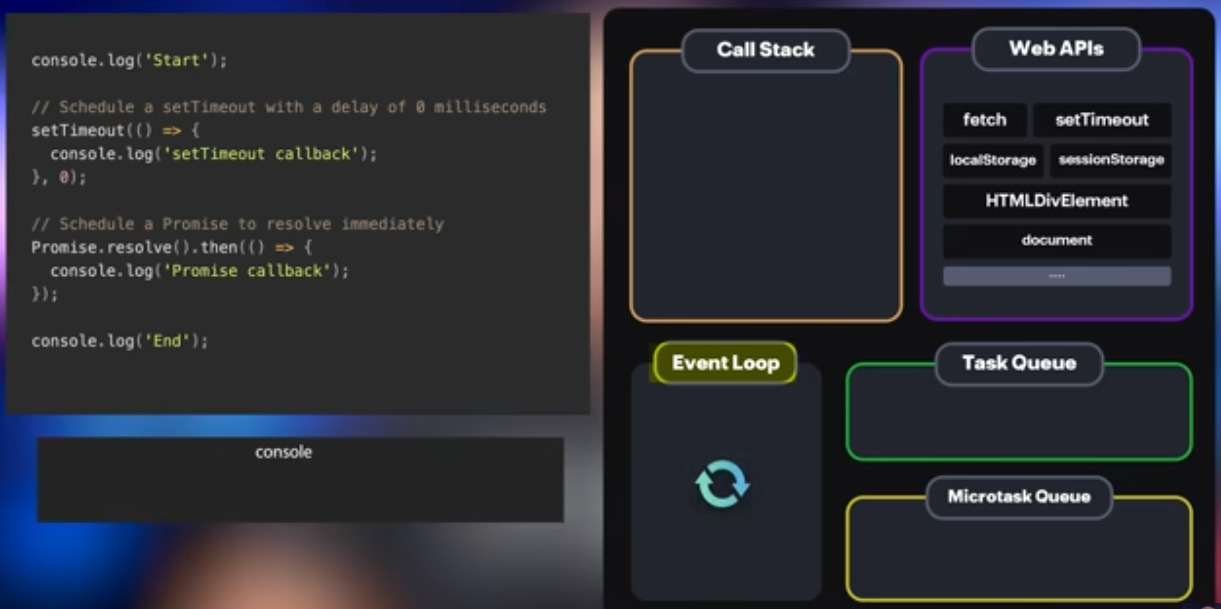 console.log('Start');
// Schedule a setTimeout with a delay of 0 milliseconds
setTimeout(() => {
  console.log('setTimeout callback');
}, 0);
// Schedule a Promise to resolve immediately
Promise.resolve().then(() => {
  console.log('Promise callback');
});
console.log('End');
console
Call Stack
Web APIs
fetch
setTimeout
localStorage
sessionStorage
HTMLDivElement
document
....
Event Loop
Task Queue
Microtask Queue